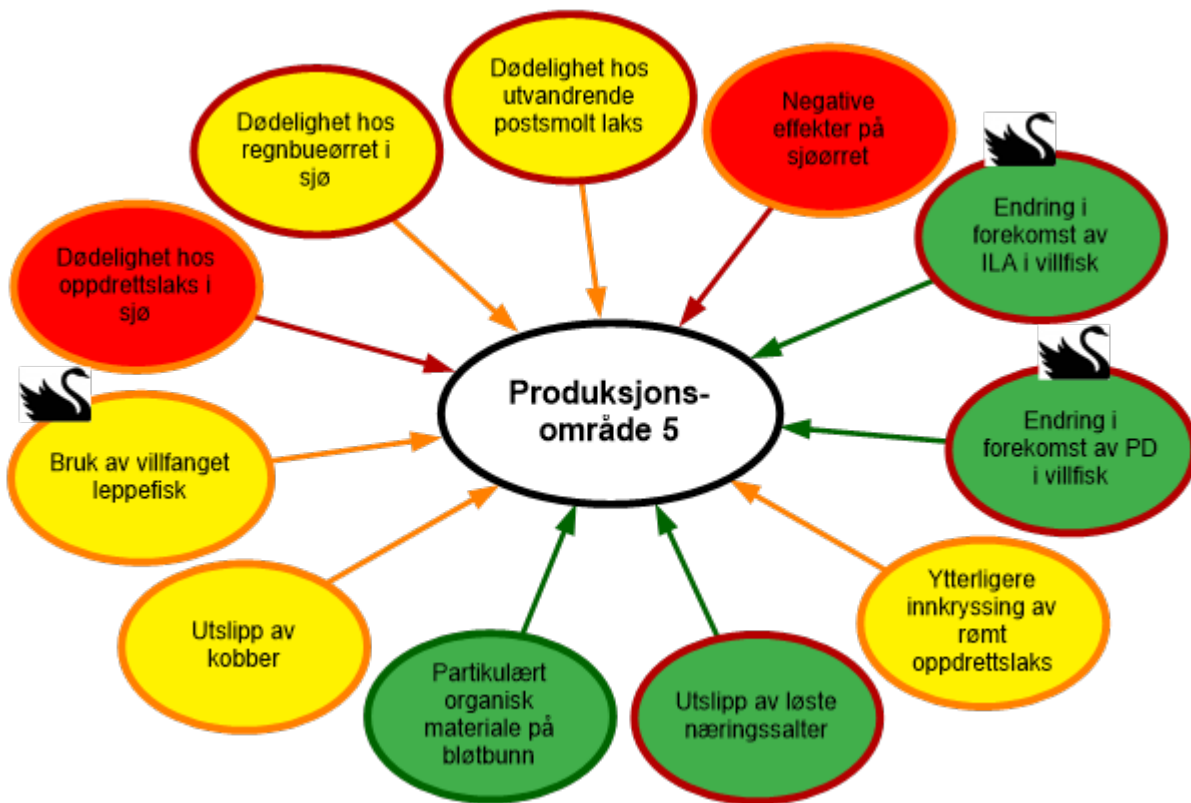 Dødelighet hos
utvandrende
postsmolt laks
Negative
effekter på
sjøørret
Dødelighet hos
regnbueørret i
sjø
Endring i
forekomst av
ILA i villfisk
Dødelighet hos
oppdrettslaks i
sjø
Produksjons-
område 5
Endring i
forekomst av PD
i villfisk
Bruk av villfanget
leppefisk
Ytterligere
innkryssing av
rømt
oppdrettslaks
Utslipp av
kobber
Partikulært
organisk
materiale på
bløtbunn
Utslipp av løste
næringssalter